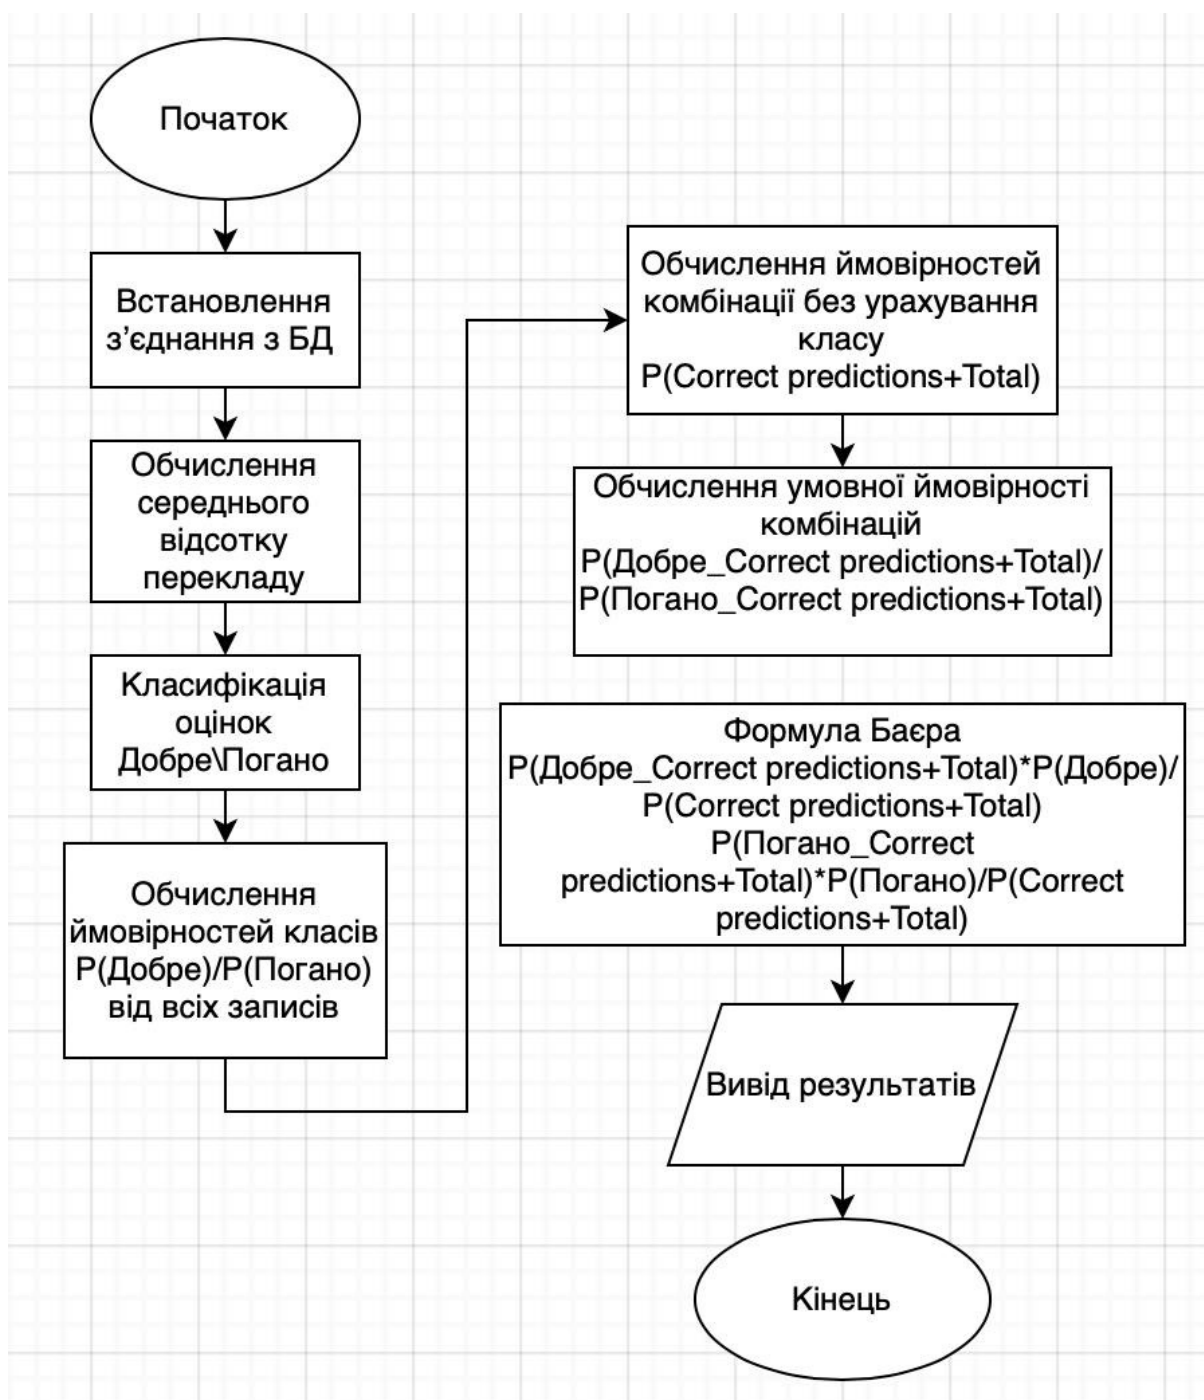 Початок
Встановлення
з’єднання з БД
Обчислення
середнього
відсотку
перекладу
Класифікація
оцінок
Добре\Погано
Обчислення
ймовірностей класів
P(Добре)/P(Погано)
від всіх записів
Обчислення ймовірностей
комбінації без урахування
класу
P(Correct predictions+Total)
Обчислення умовної ймовірності
комбінацій
P(Добре_Correct predictions+Total)/
P(Погано_Correct predictions+Total)
Формула Баєра
P(Добре_Correct predictions+Total)*P(Добре)/
P(Correct predictions+Total)
P(Погано_Correct
predictions+Total)*P(Погано)/P(Correct
predictions+Total)
Вивід результатів
Кінець